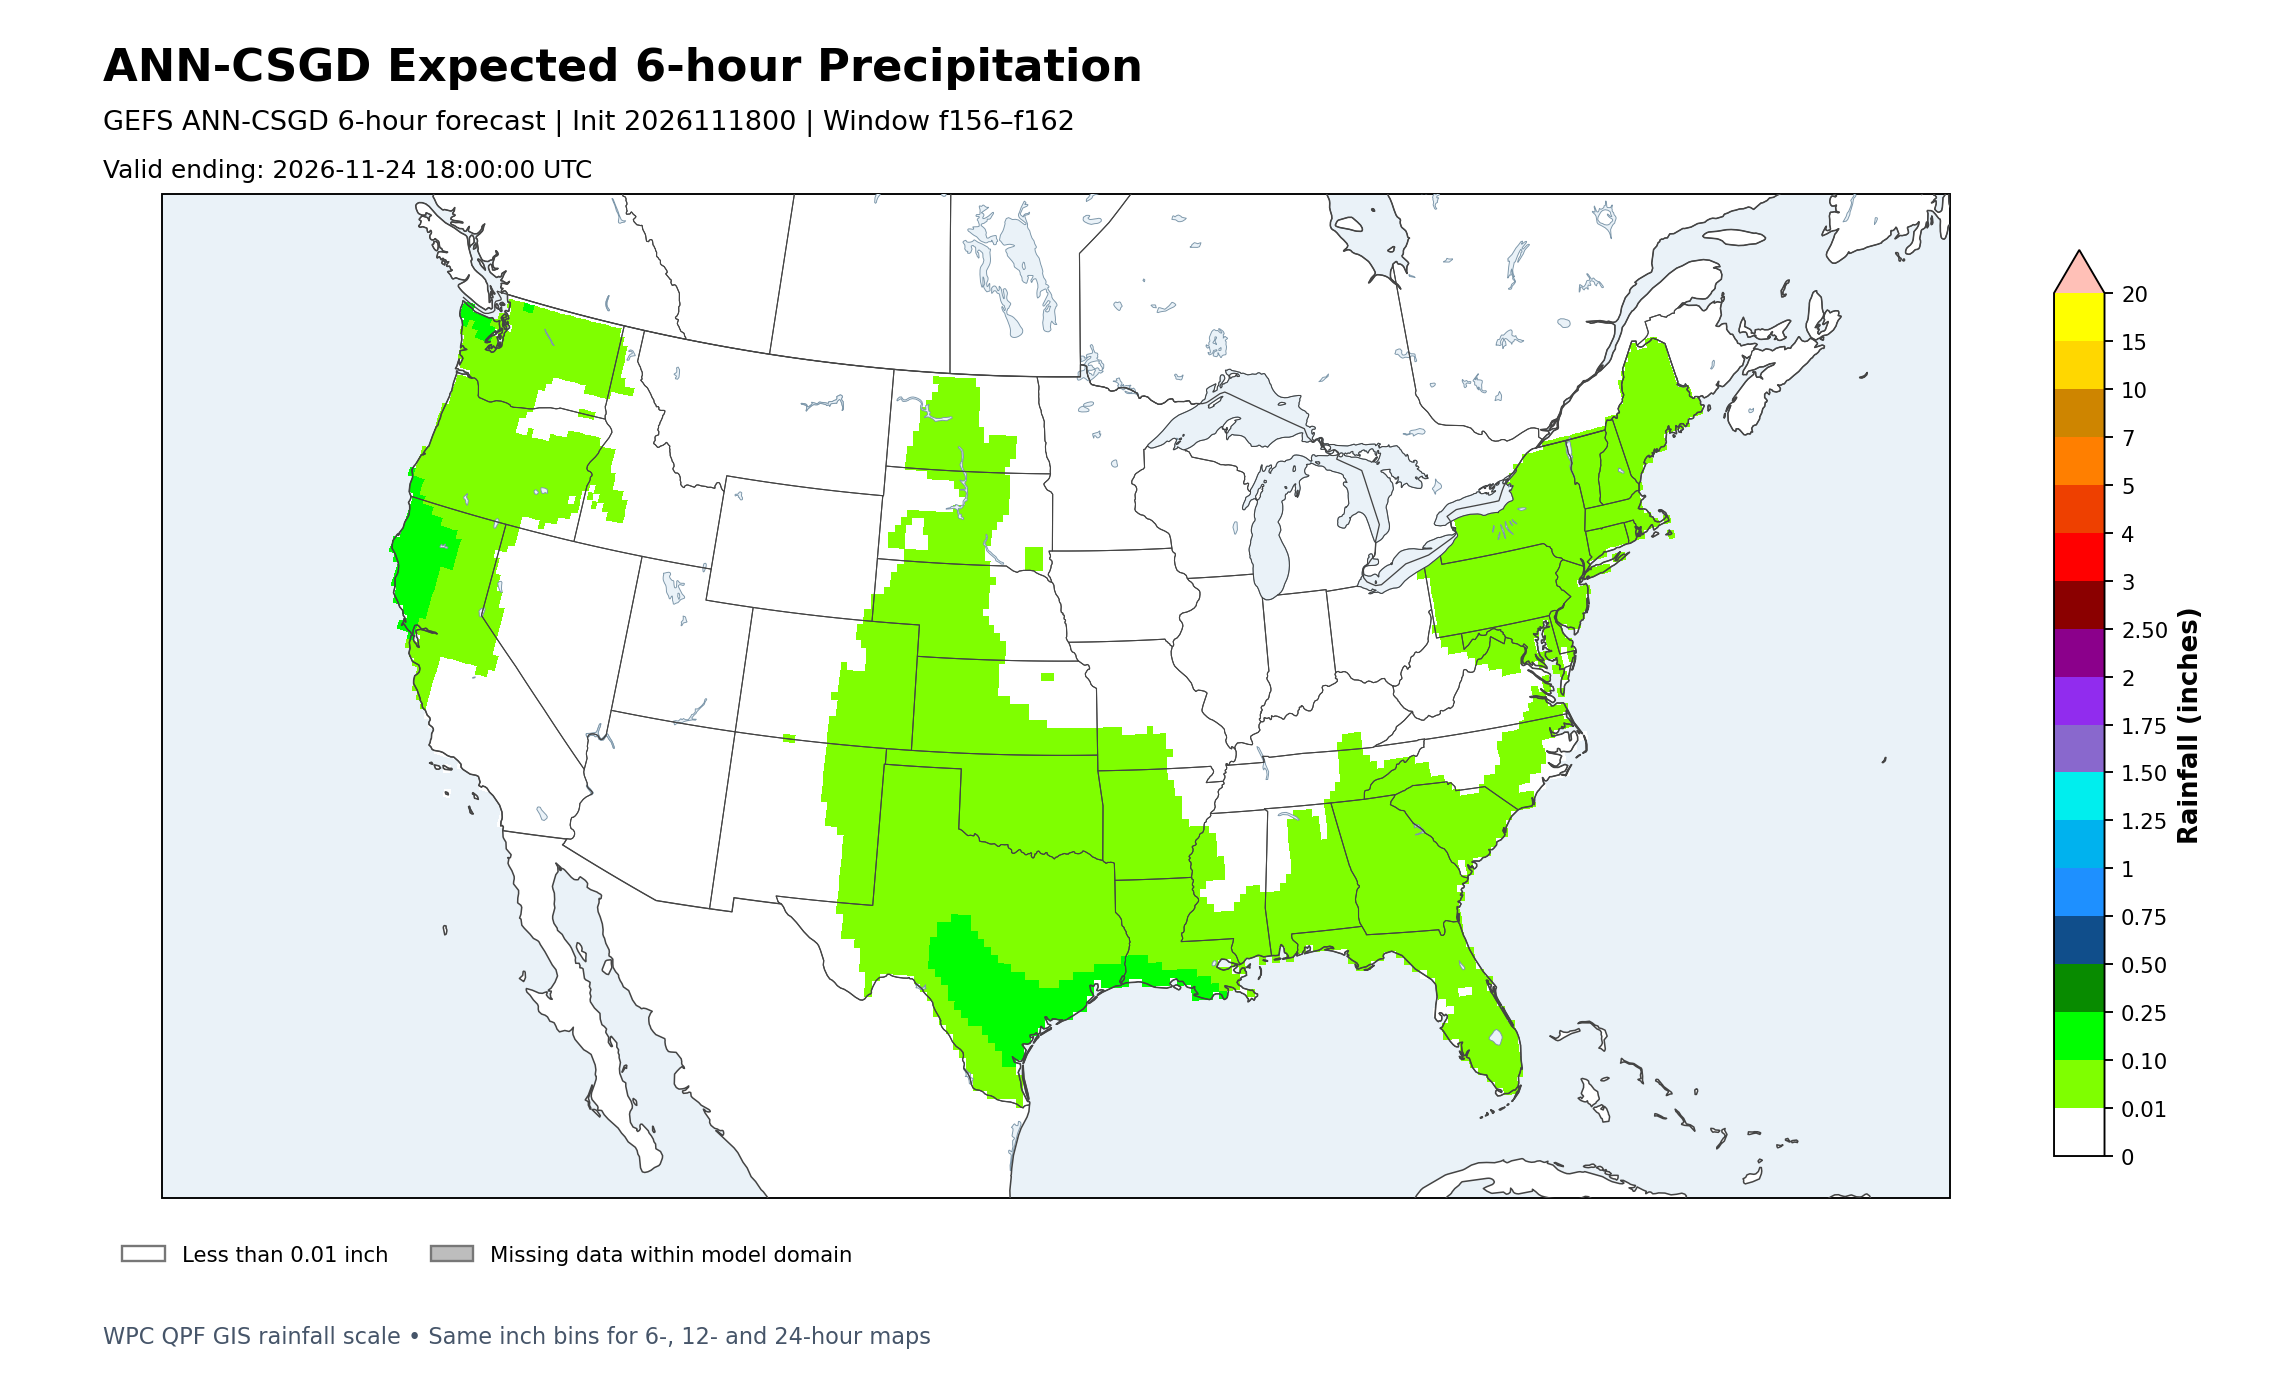 ANN-CSGD Expected 6-hour Precipitation
GEFS ANN-CSGD 6-hour forecast | Init 2026111800 | Window f156–f162
Valid ending: 2026-11-24 18:00:00 UTC
20
15
10
7
5
4
3
2.50
2
1.75
1.50
1.25
1
0.75
0.50
0.25
0.10
0.01
0
Rainfall (inches)
Less than 0.01 inch
Missing data within model domain
WPC QPF GIS rainfall scale • Same inch bins for 6-, 12- and 24-hour maps